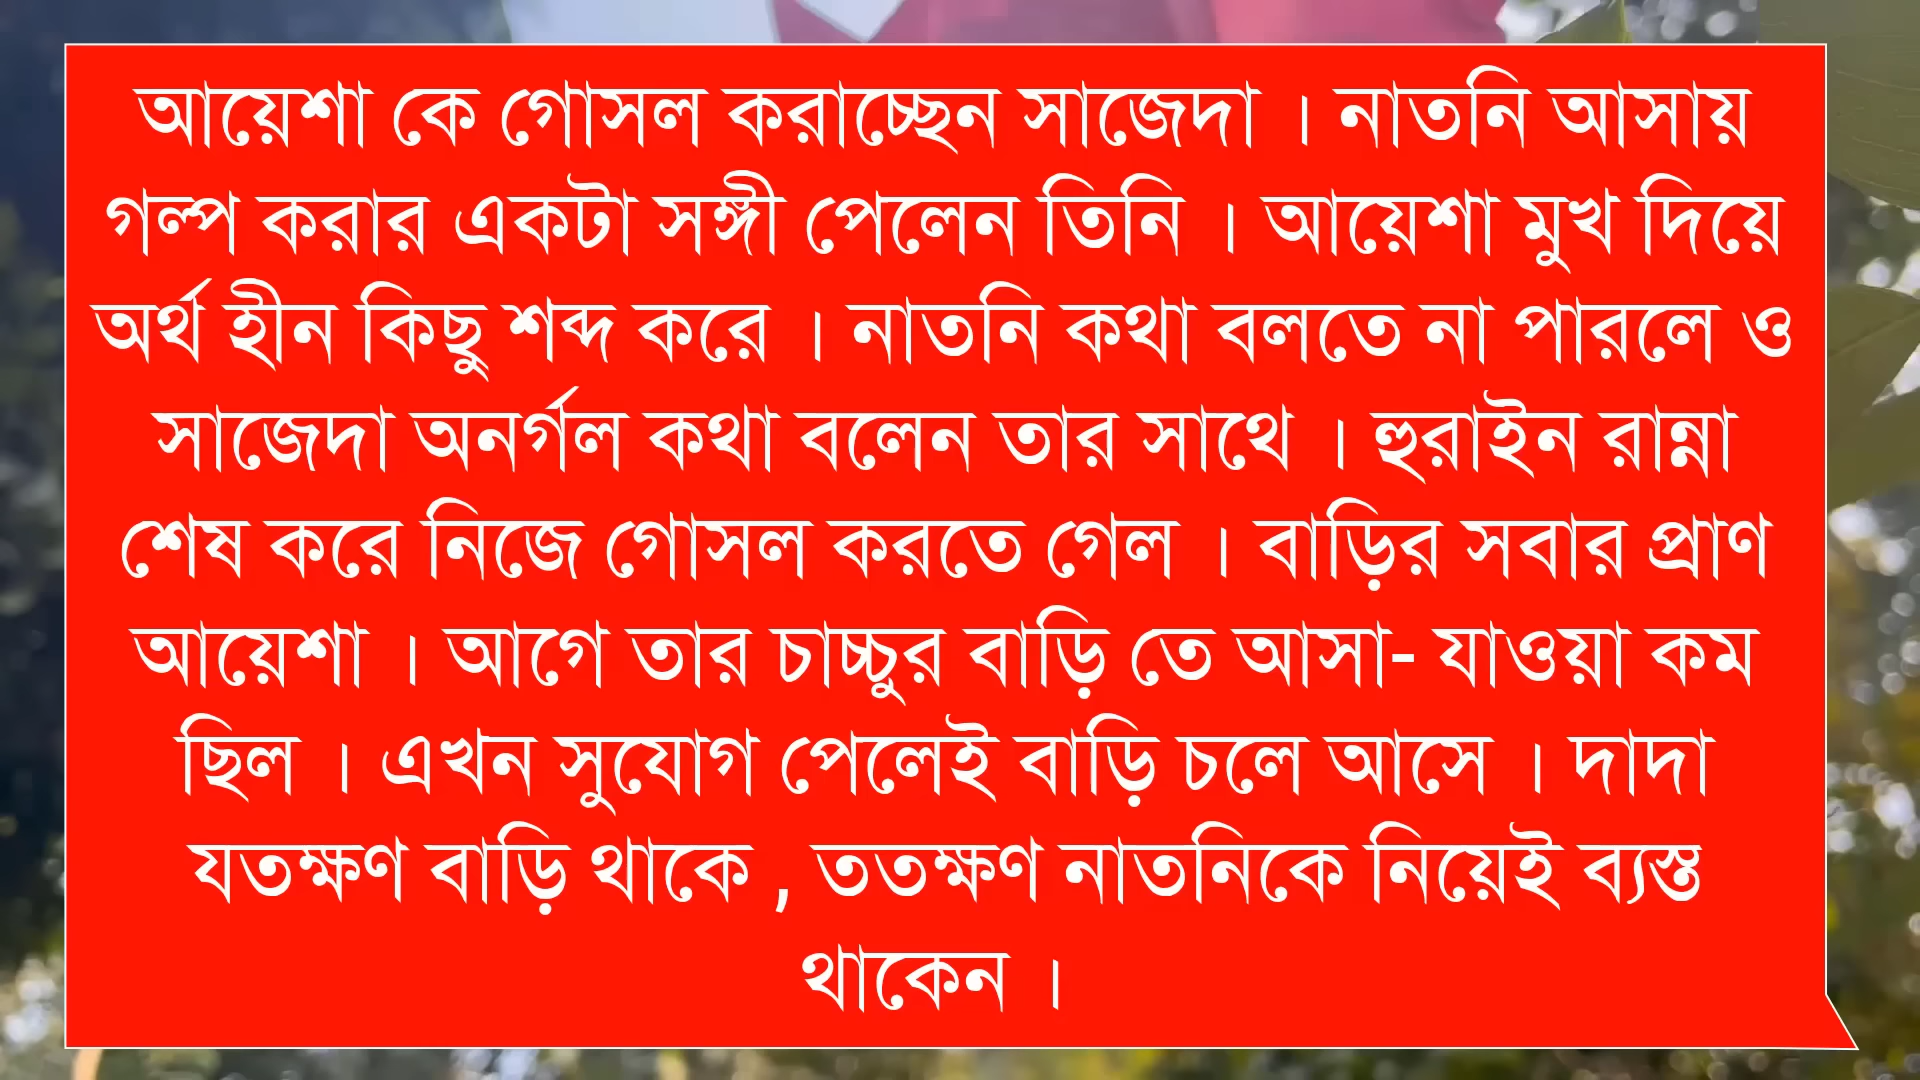 আয়েশা কে গোসল করাচ্ছেন সাজেদা । নাতনি আসায়
গল্প করার একটা সঙ্গী পেলেন তিনি । আয়েশা মুখ দিয়ে
অর্থ হীন কিছু শব্দ করে । নাতনি কথা বলতে না পারলে ও
সাজেদা অনর্গল কথা বলেন তার সাথে । হুরাইন রান্না
শেষ করে নিজে গোসল করতে গেল । বাড়ির সবার প্রাণ
আয়েশা । আগে তার চাচ্চুর বাড়ি তে আসা- যাওয়া কম
ছিল । এখন সুযোগ পেলেই বাড়ি চলে আসে । দাদা
যতক্ষণ বাড়ি থাকে , ততক্ষণ নাতনিকে নিয়েই ব্যস্ত
থাকেন ।